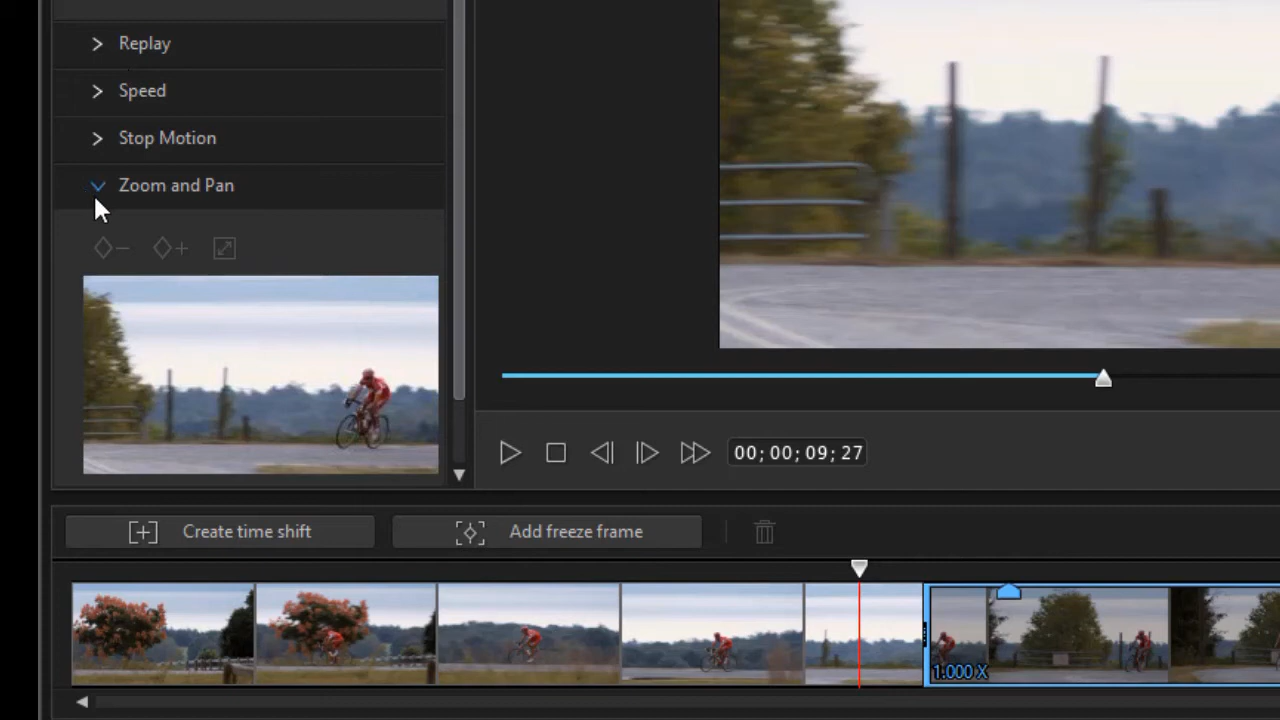 Replay
Speed
Stop Motion
Zoom and Pan
00; 00; 09; 27
Create time shift
Add freeze frame
1.000 X